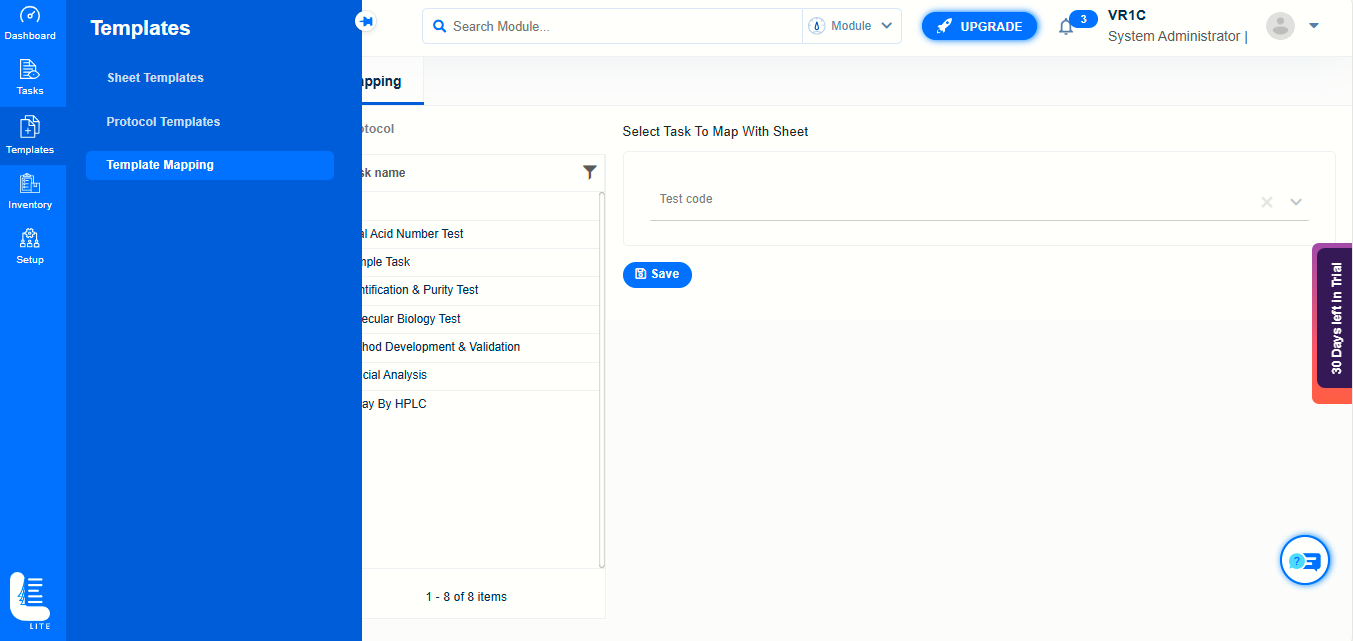 Dashboard
Tasks
Templates
Inventory
Setup
LITE
Templates
Sheet Templates
Protocol Templates
Template Mapping
Search Module...
Module
UPGRADE
3
VR1C
System Administrator |
pping
tocol
sk name
al Acid Number Test
nple Task
ntification & Purity Test
ecular Biology Test
hod Development & Validation
cial Analysis
ay By HPLC
1 - 8 of 8 items
Select Task To Map With Sheet
Test code
Save
30 Days left in Trial
?